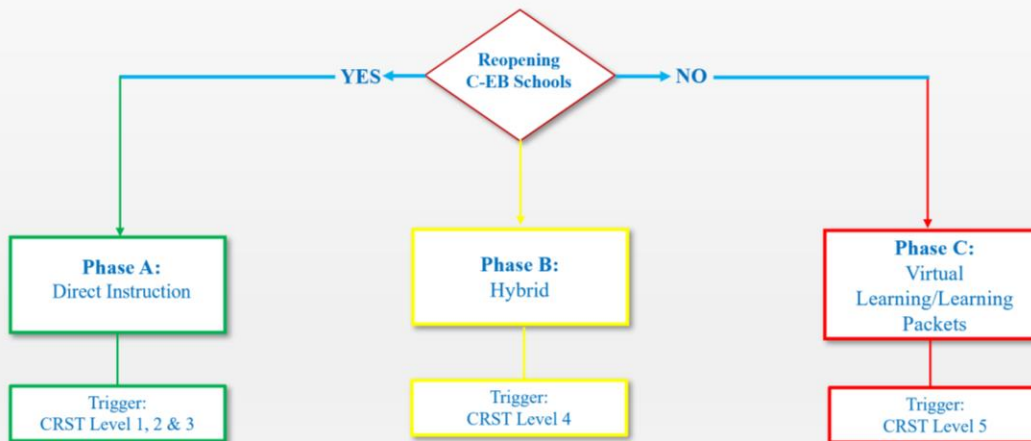 Reopening
C-EB Schools
YES
NO
Phase A:
Direct Instruction
Phase B:
Hybrid
Phase C:
Virtual
Learning/Learning
Packets
Trigger:
CRST Level 1, 2 & 3
Trigger:
CRST Level 4
Trigger:
CRST Level 5